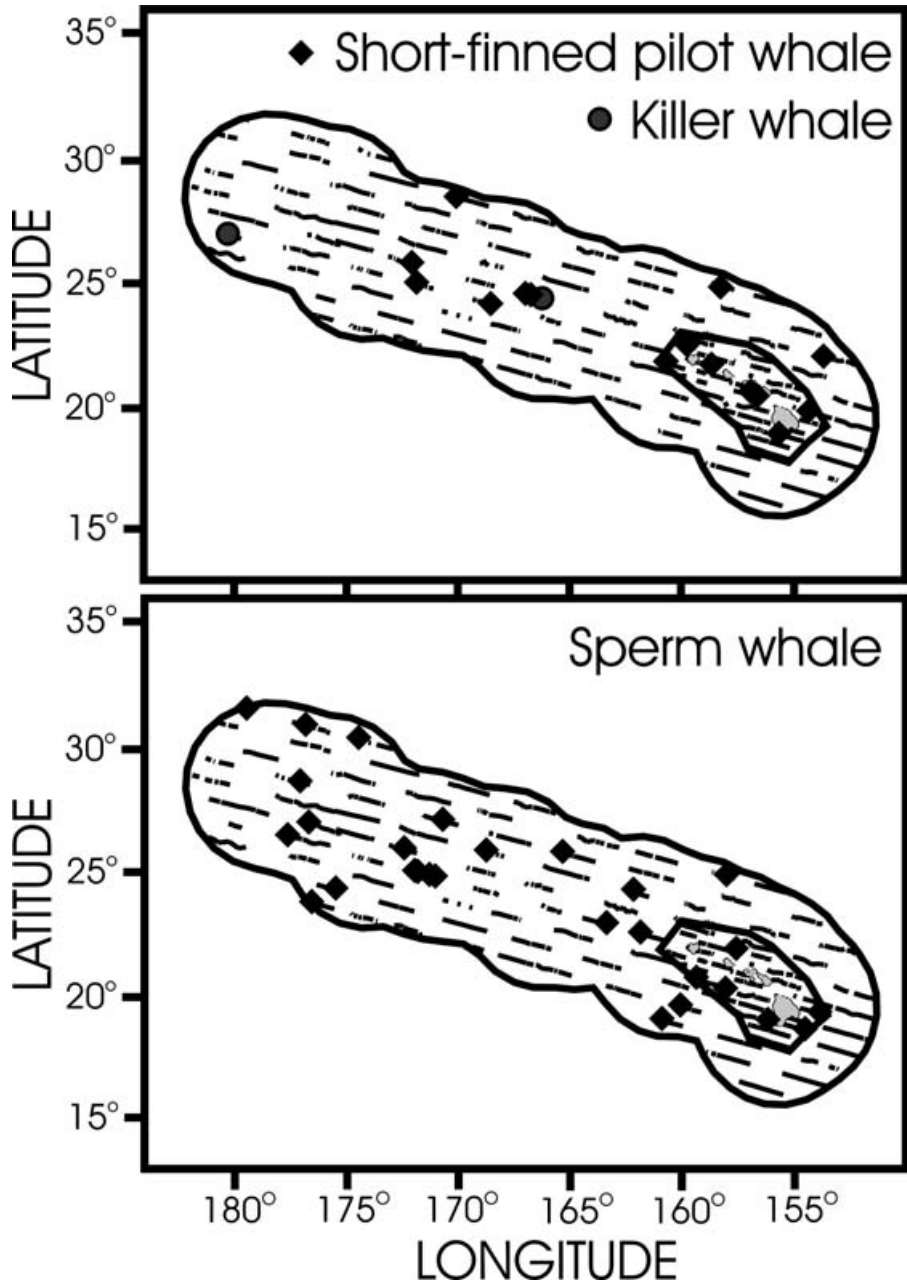 35°
30°
25°
20°
15°
LATITUDE
Short-finned pilot whale
Killer whale
35°
30°
25°
20°
15°
LATITUDE
Sperm whale
180° 175° 170° 165° 160° 155°
LONGITUDE